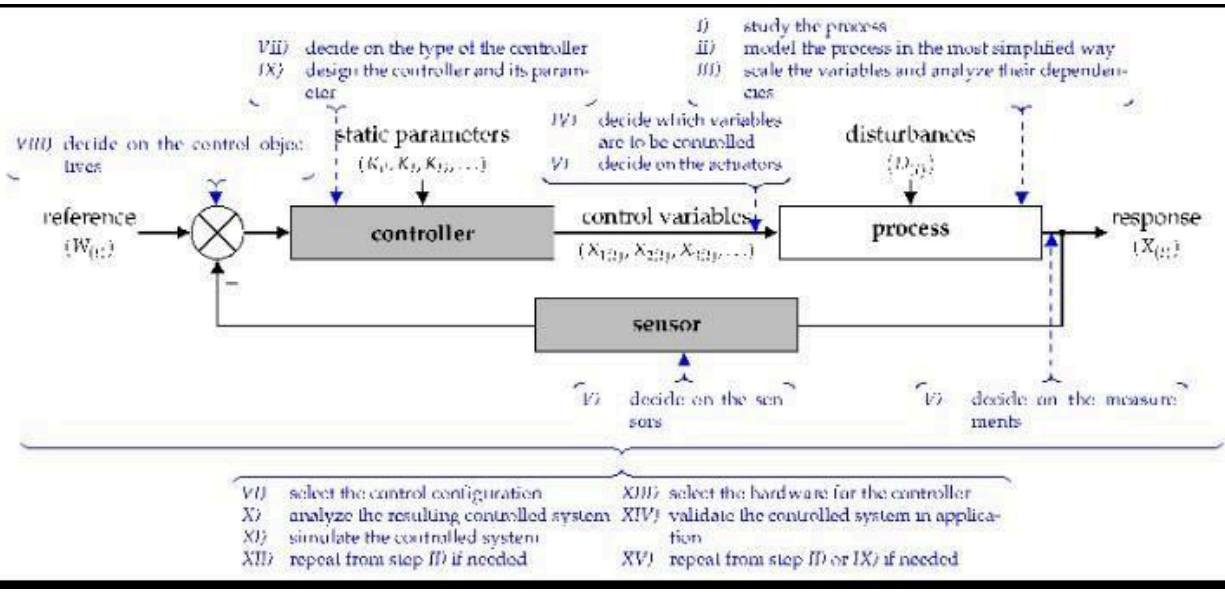 I) study the process
ii) model the process in the most simplified way
III) scale the variables and analyze their dependen-
cies
Vii) decide on the type of the controller
IX) design the controller and its param-
eter
IV) decide which variables
are to be controlled
V) decide on the actuators
VIII) decide on the control objec
tives
static parameters
disturbances
reference
controller
control variables
process
response
−
sensor
V) decide on the sen
sors
V) decide on the measure
ments
VI) select the control configuration
X) analyze the resulting controlled system
XI) simulate the controlled system
XII) repeat from step II) if needed
XIII) select the hardware for the controller
XIV) validate the controlled system in applica-
tion
XV) repeat from step II) or IX) if needed